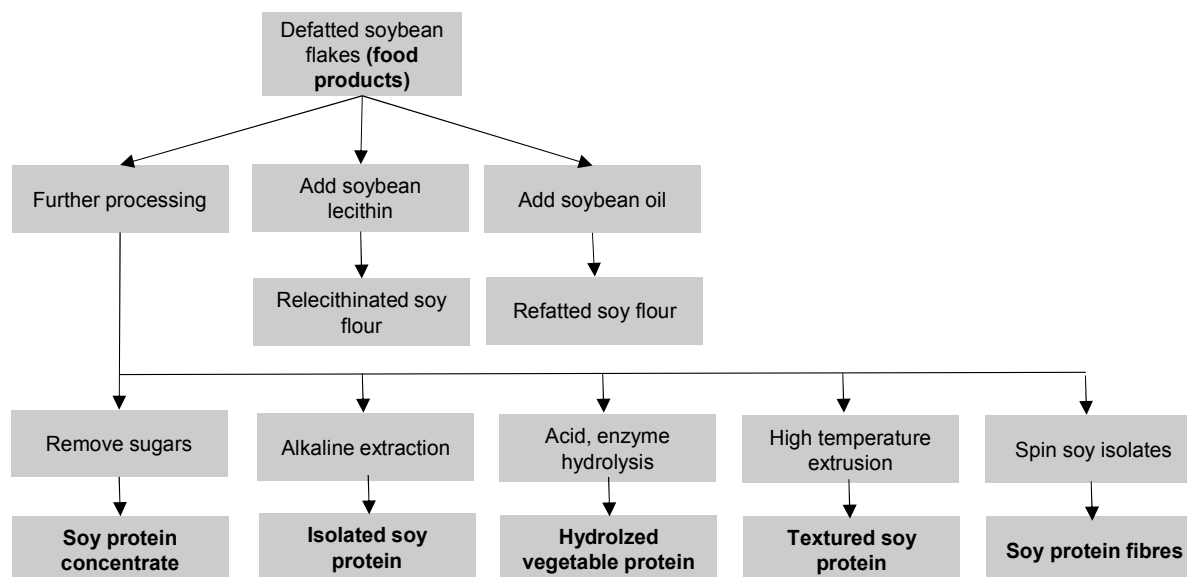 Defatted soybean
flakes (food
products)
Further processing
Add soybean
lecithin
Add soybean oil
Relecithinated soy
flour
Refatted soy flour
Remove sugars
Alkaline extraction
Acid, enzyme
hydrolysis
High temperature
extrusion
Spin soy isolates
Soy protein
concentrate
Isolated soy
protein
Hydrolzed
vegetable protein
Textured soy
protein
Soy protein fibres